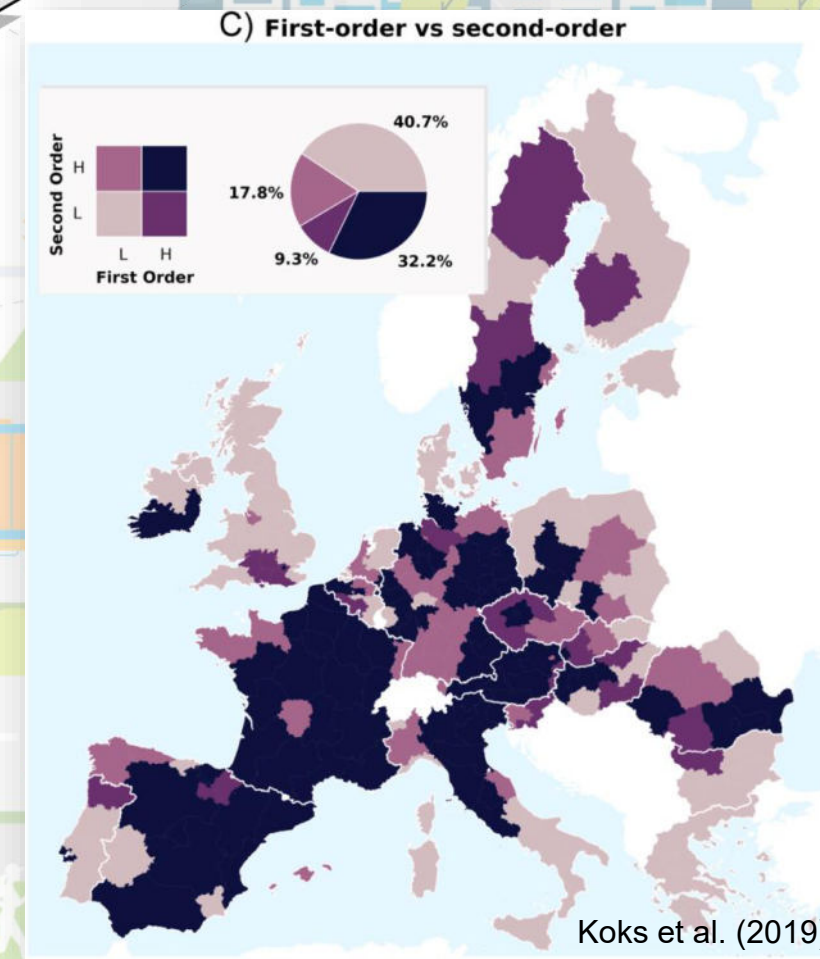 C) First-order vs second-order
Second Order
H
L
L H
First Order
40.7%
17.8%
9.3%
32.2%
Koks et al. (2019